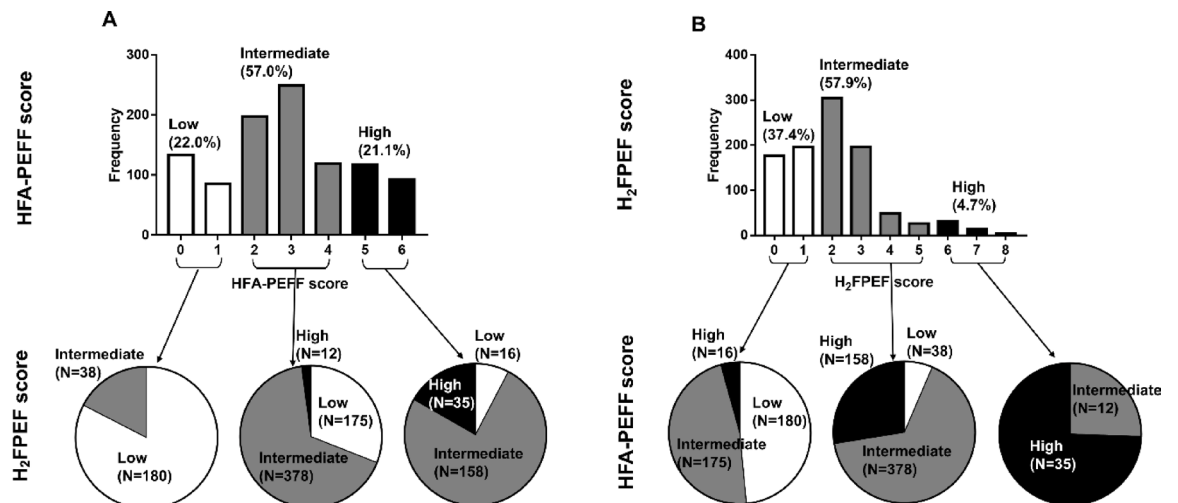 A
HFA-PEFF score
Frequency
300
200
100
0
Low
(22.0%)
Intermediate
(57.0%)
High
(21.1%)
0 1 2 3 4 5 6
HFA-PEFF score
H₂FPEF score
Intermediate
(N=38)
Low
(N=180)
High
(N=12)
Low
(N=175)
Intermediate
(N=378)
Low
(N=16)
High
(N=35)
Intermediate
(N=158)
B
H₂FPEF score
Frequency
400
300
200
100
0
Low
(37.4%)
Intermediate
(57.9%)
High
(4.7%)
0 1 2 3 4 5 6 7 8
H₂FPEF score
HFA-PEFF score
High
(N=16)
Low
(N=180)
Intermediate
(N=175)
High
(N=158)
Low
(N=38)
Intermediate
(N=378)
Intermediate
(N=12)
High
(N=35)